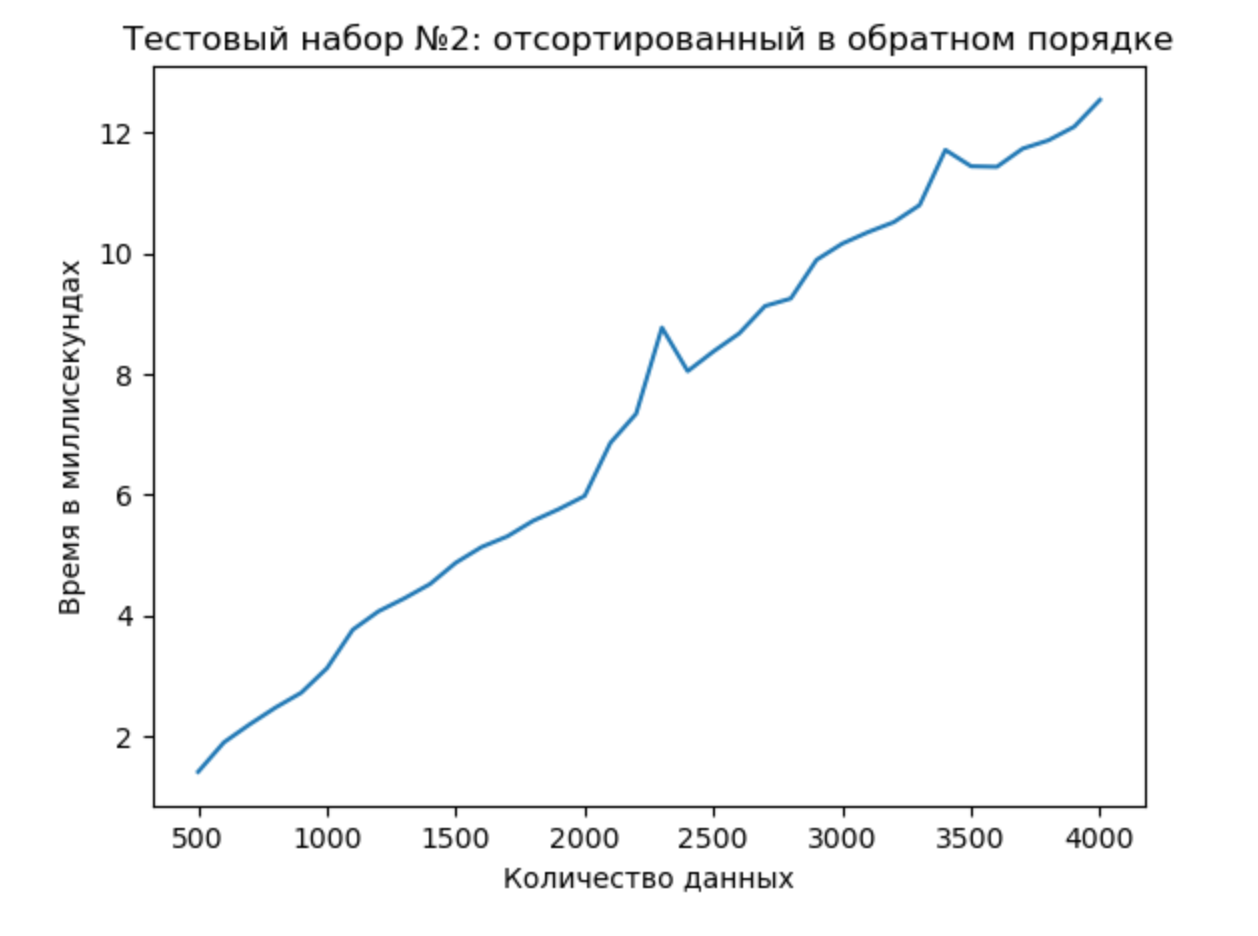 Тестовый набор №2: отсортированный в обратном порядке
12
10
8
6
4
2
Время в миллисекундах
500 1000 1500 2000 2500 3000 3500 4000
Количество данных